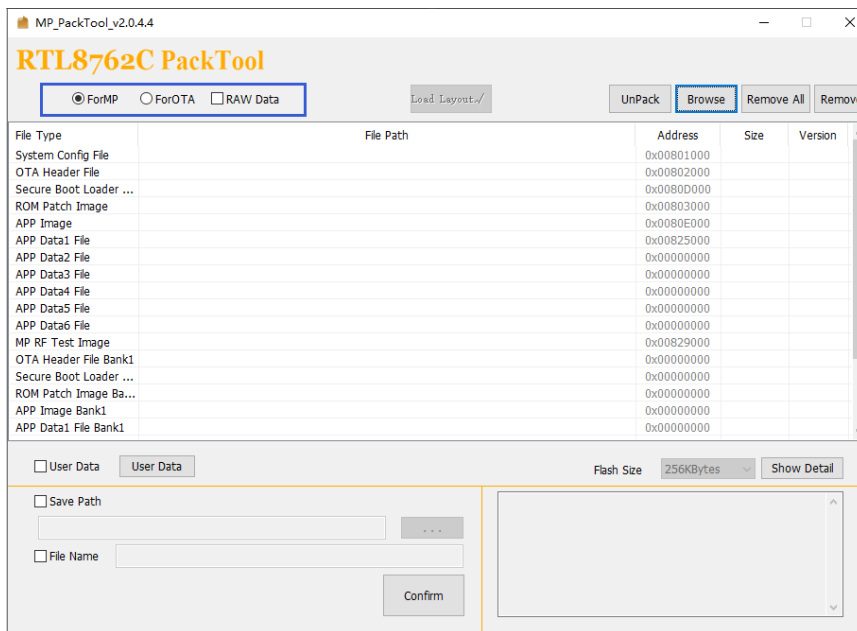 MP_PackTool_v2.0.4.4
RTL8762C PackTool
ForMP ForOTA RAW Data Load Layout√ UnPack Browse Remove All Remove
File Type File Path Address Size Version
System Config File 0x00801000
OTA Header File 0x00802000
Secure Boot Loader ... 0x0080D000
ROM Patch Image 0x00803000
APP Image 0x0080E000
APP Data1 File 0x00825000
APP Data2 File 0x00000000
APP Data3 File 0x00000000
APP Data4 File 0x00000000
APP Data5 File 0x00000000
APP Data6 File 0x00000000
MP RF Test Image 0x00829000
OTA Header File Bank1 0x00000000
Secure Boot Loader ... 0x00000000
ROM Patch Image Ba... 0x00000000
APP Image Bank1 0x00000000
APP Data1 File Bank1 0x00000000
User Data User Data Flash Size 256KBytes Show Detail
Save Path
...
File Name
Confirm